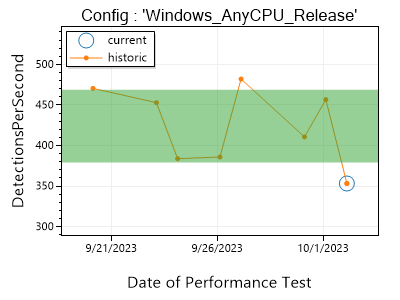 Config : 'Windows_AnyCPU_Release'
current
historic
DetectionsPerSecond
500
450
400
350
300
9/21/2023
9/26/2023
10/1/2023
Date of Performance Test